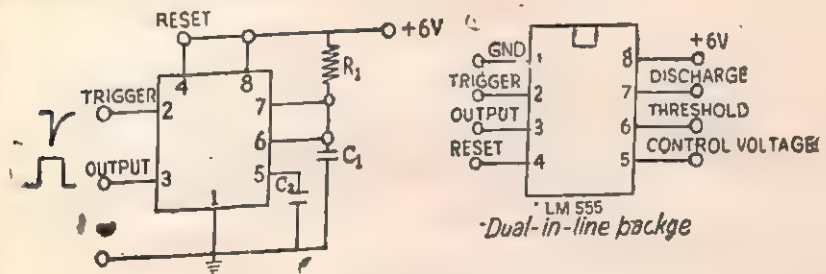 RESET
+6V
4
8
R₁
TRIGGER
2
7
6
C₁
OUTPUT
3
5
C₂
1
GND
1
8
+6V
TRIGGER
2
7
DISCHARGE
OUTPUT
3
6
THRESHOLD
RESET
4
5
CONTROL VOLTAGE
LM 555
Dual-in-line packge